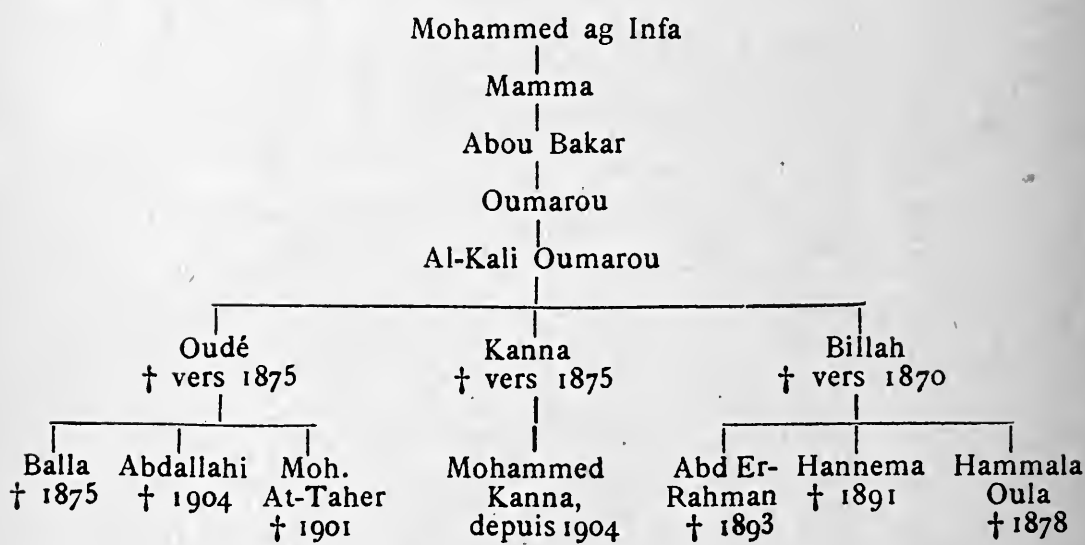 Mohammed ag Infa
Mamma
Abou Bakar
Oumarou
Al-Kali Oumarou
Oudé
† vers 1875
Kanna
† vers 1875
Billah
† vers 1870
Balla
† 1875
Abdallahi
† 1904
Moh.
At-Taher
† 1901
Mohammed
Kanna,
depuis 1904
Abd Er-
Rahman
† 1893
Hannema
† 1891
Hammala
Oula
† 1878